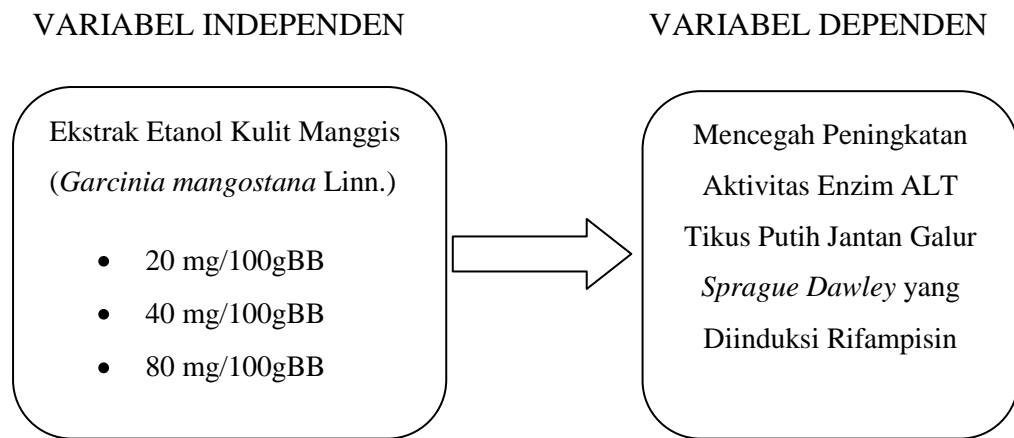 VARIABEL INDEPENDEN
VARIABEL DEPENDEN
Ekstrak Etanol Kulit Manggis
(Garcinia mangostana Linn.)
• 20 mg/100gBB
• 40 mg/100gBB
• 80 mg/100gBB
Mencegah Peningkatan
Aktivitas Enzim ALT
Tikus Putih Jantan Galur
Sprague Dawley yang
Diinduksi Rifampisin